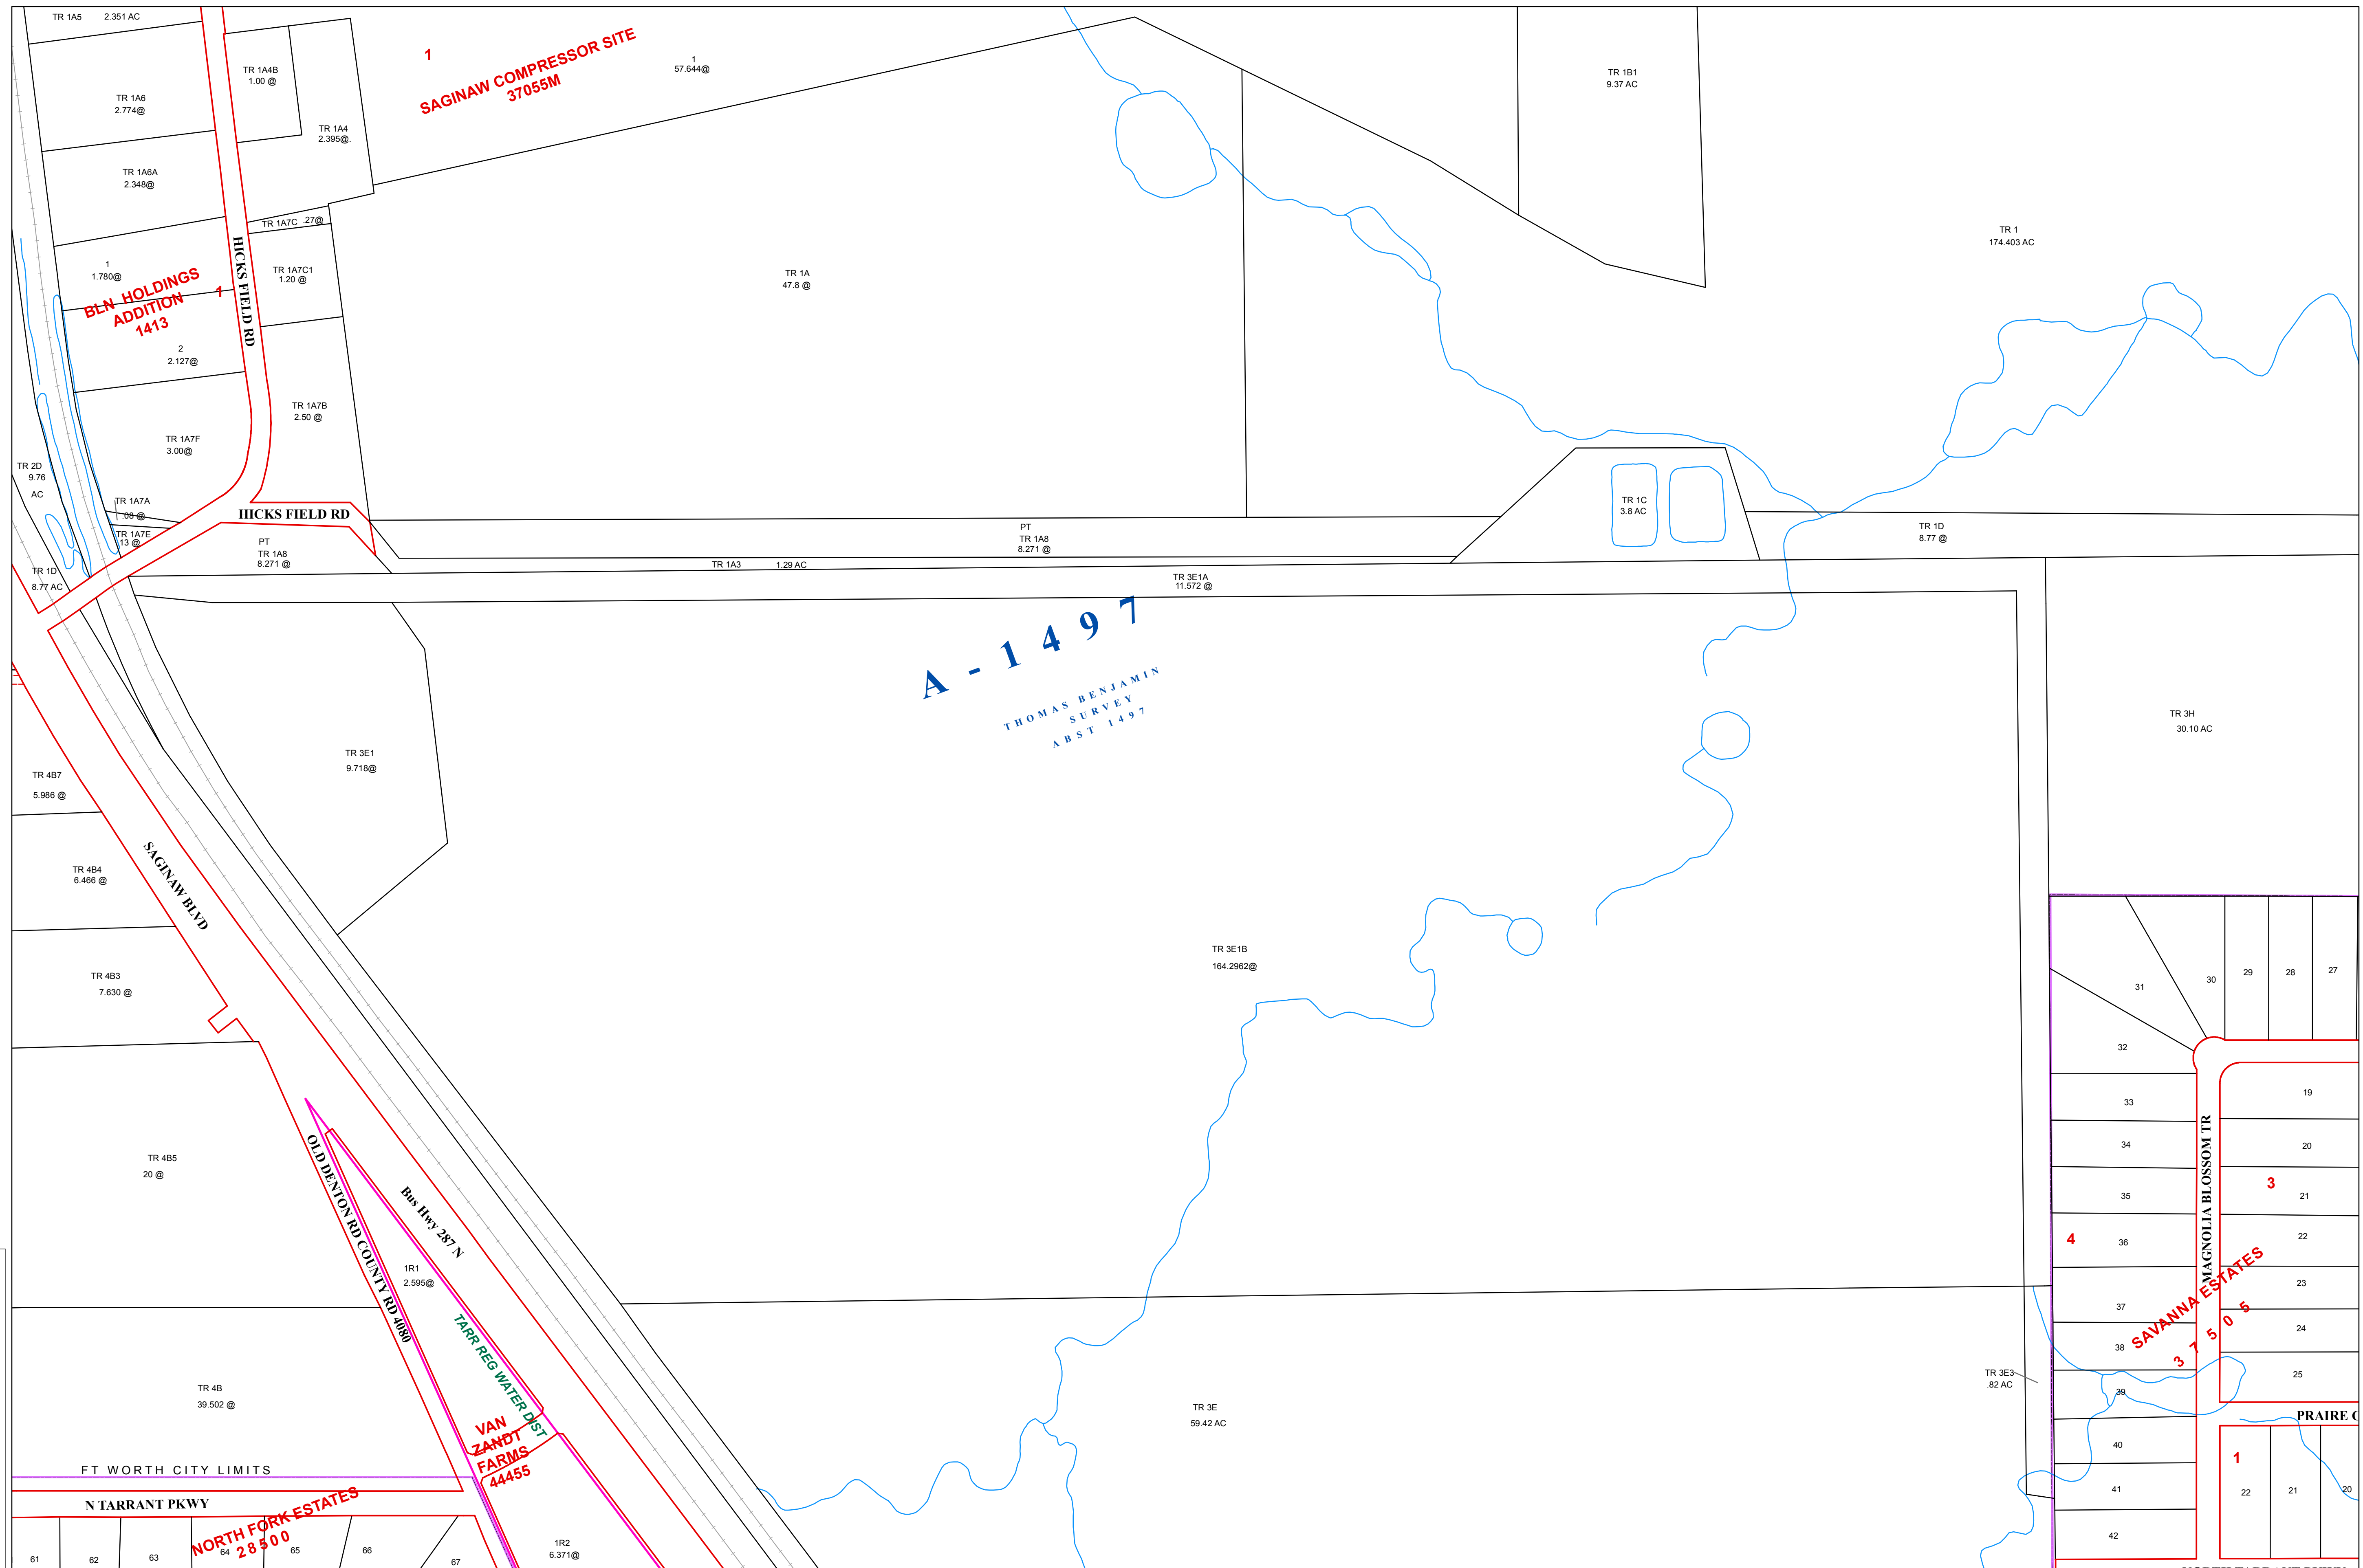 TR 1A5 2.351 AC
TR 1A6
2.774@
TR 1A4B
1.00 @
TR 1A4
2.395@.
1
SAGINAW COMPRESSOR SITE
37055M
1
57.644@
TR 1B1
9.37 AC
TR 1A6A
2.348@
TR 1A7C .27@
HICKS FIELD RD
1
1.780@
BLN HOLDINGS
ADDITION
1413
1
TR 1A7C1
1.20 @
TR 1A
47.8 @
TR 1
174.403 AC
2
2.127@
TR 1A7B
2.50 @
TR 1A7F
3.00@
TR 2D
9.76
AC
TR 1A7A
.08 @
TR 1A7E
.13 @
HICKS FIELD RD
PT
TR 1A8
8.271 @
PT
TR 1A8
8.271 @
TR 1C
3.8 AC
TR 1D
8.77 @
TR 1D
8.77 AC
TR 1A3 1.29 AC
TR 3E1A
11.572 @
A - 1 4 9 7
THOMAS BENJAMIN
SURVEY
ABST 1497
TR 3H
30.10 AC
TR 3E1
9.718@
TR 4B7
5.986 @
SAGINAW BLVD
TR 4B4
6.466 @
TR 4B3
7.630 @
TR 3E1B
164.2962@
31
30
29
28
27
32
33
34
35
36
37
38
39
40
41
42
4
MAGNOLIA BLOSSOM TR
19
20
3
21
22
23
24
25
SAVANNA ESTATES
3 7 5 0 5
TR 4B5
20 @
OLD DENTON RD COUNTY RD 4080
Bus Hwy 287 N
1R1
2.595@
TARR REG WATER DIST
TR 4B
39.502 @
VAN
ZANDT
FARMS
44455
TR 3E
59.42 AC
TR 3E3
.82 AC
PRAIRE C
1
22
21
20
FT WORTH CITY LIMITS
N TARRANT PKWY
NORTH FORK ESTATES
28500
61
62
63
64
65
66
67
1R2
6.371@